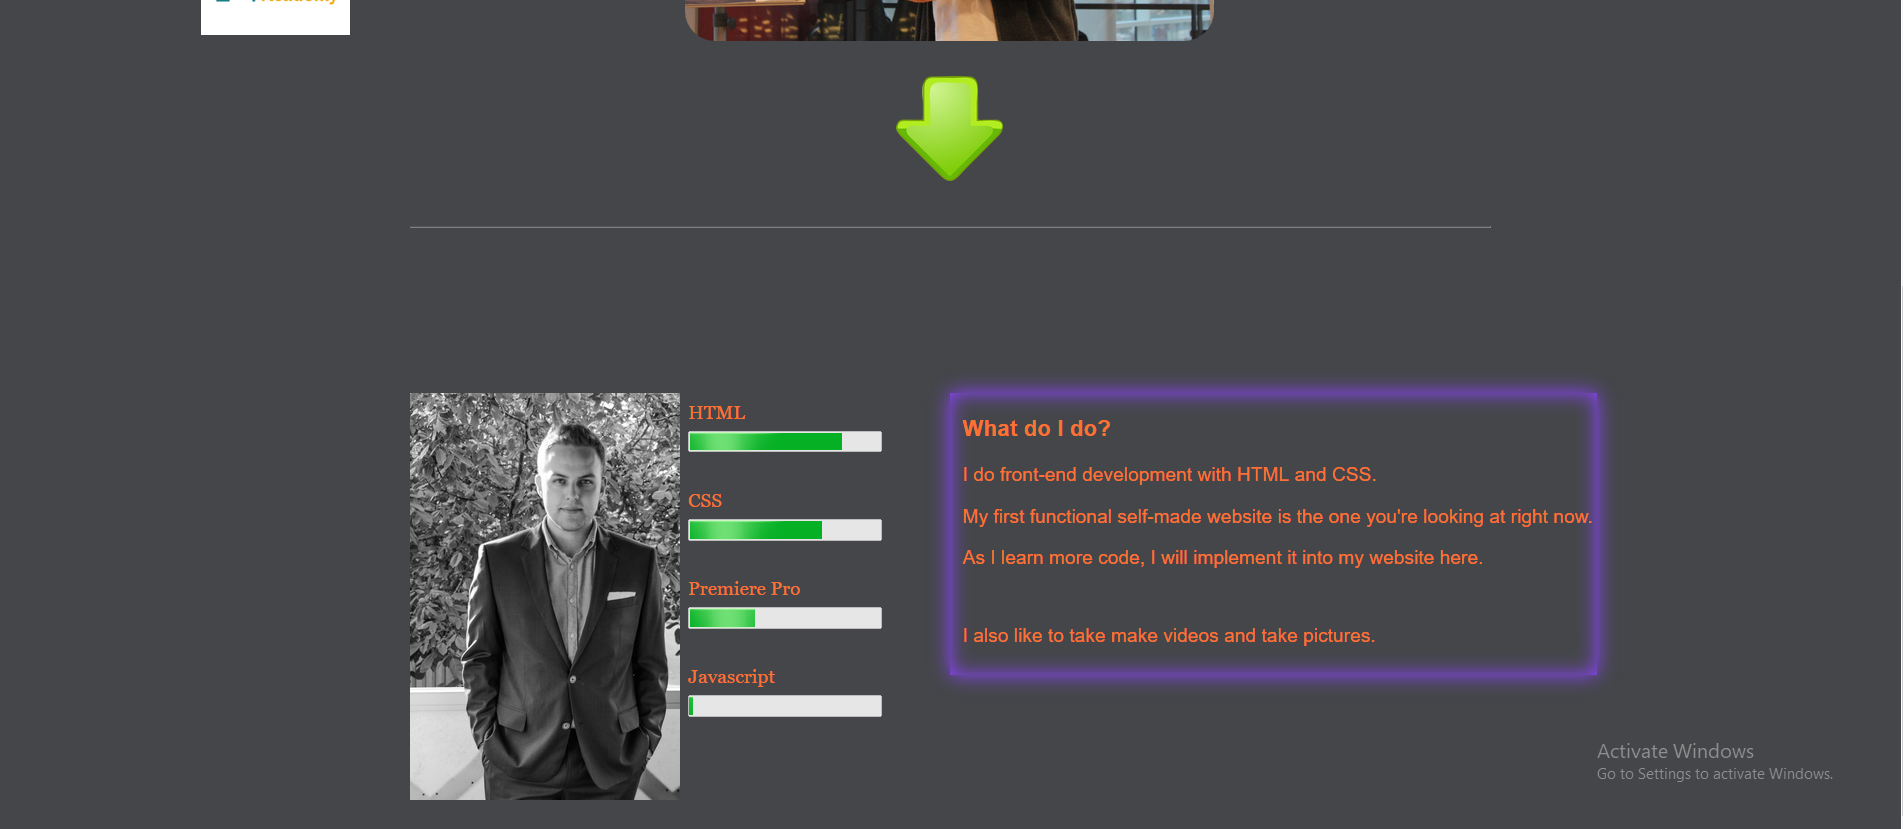 HTML
CSS
Premiere Pro
Javascript
What do I do?
I do front-end development with HTML and CSS.
My first functional self-made website is the one you're looking at right now.
As I learn more code, I will implement it into my website here.
I also like to take make videos and take pictures.
Activate Windows
Go to Settings to activate Windows.